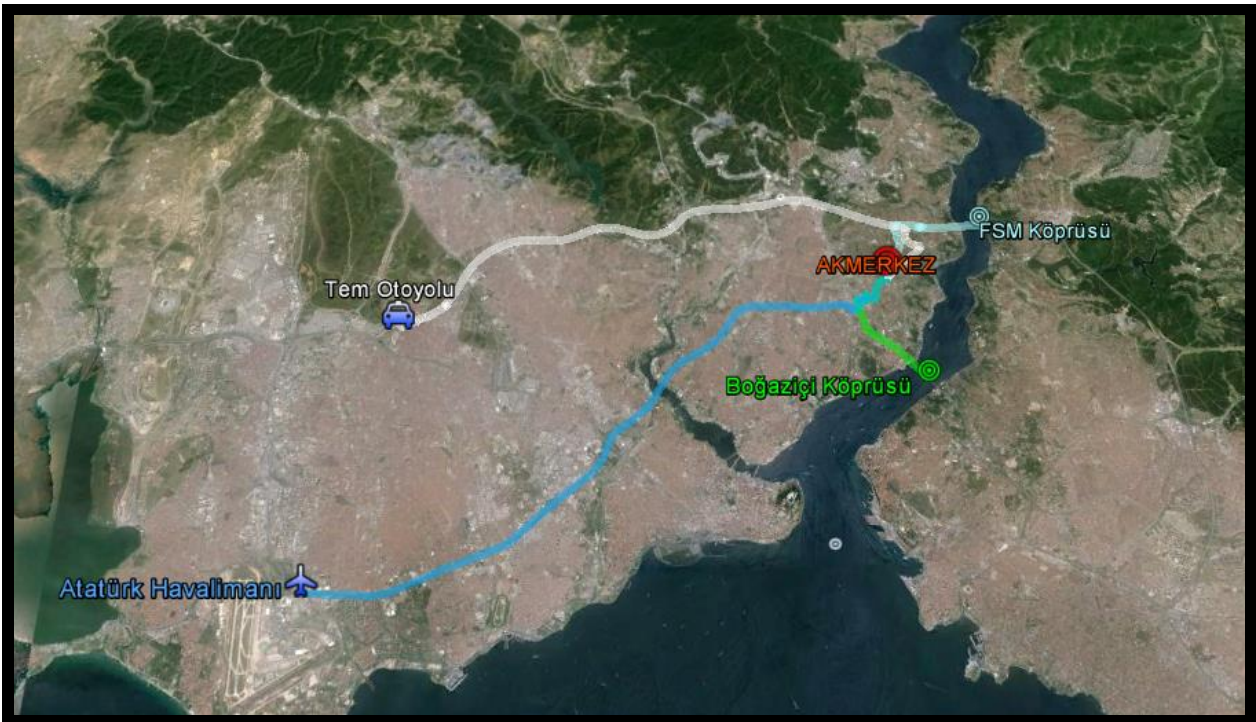 FSM Köprüsü
AKMERKEZ
Tem Otoyolu
Boğaziçi Köprüsü
Atatürk Havalimanı